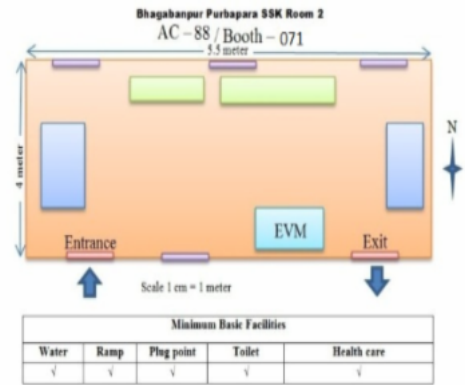 Bhagabanpur Purbapara SSK Room 2
AC – 88 / Booth – 071
5.5 meter
4 meter
N
EVM
Entrance
Exit
Scale 1 cm = 1 meter
Minimum Basic Facilities
Water Ramp Plug point Toilet Health care
√ √ √ √ √